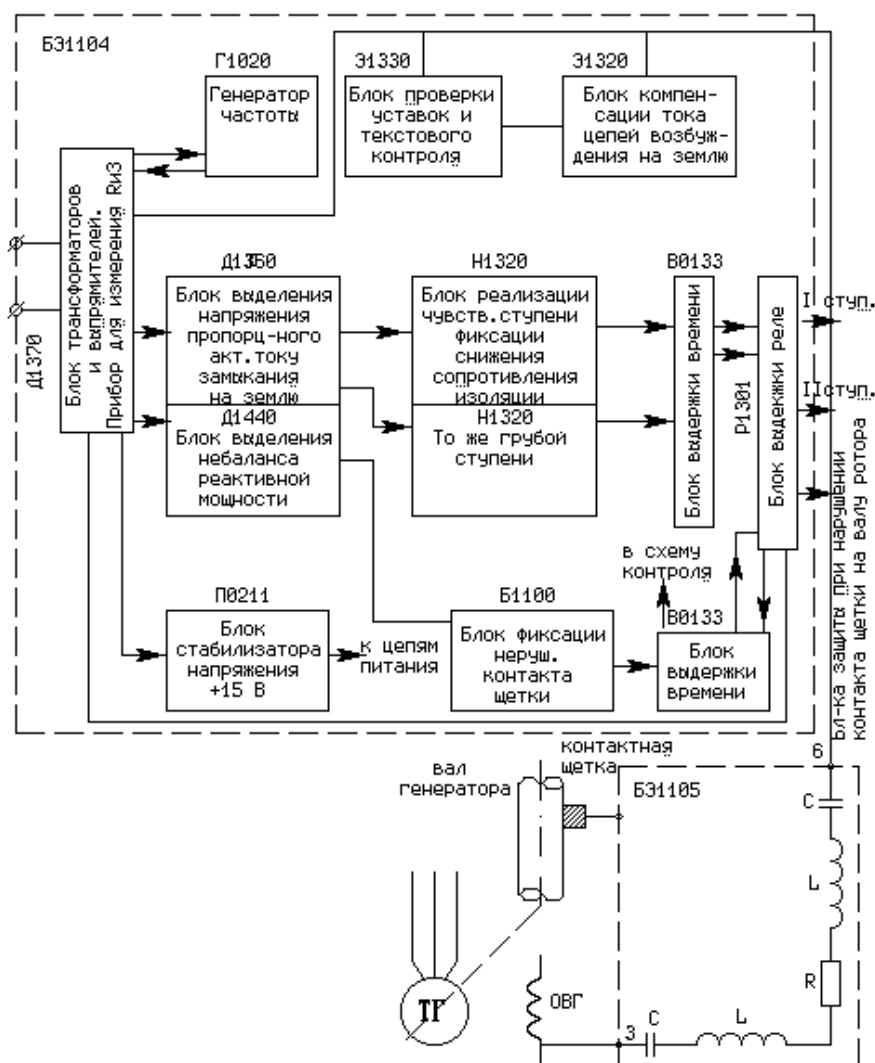 БЭ1104
Г1020
Генератор
частоты
Э1330
Блок проверки
уставок и
текстового
контроля
Э1320
Блок компен-
сации тока
цепей возбуж-
дения на землю
Д1370
Блок трансформаторов
и выпрямителей.
Прибор для измерения RиЗ
Д1360
Блок выделения
напряжения
пропорц-ного
акт.току
замыкания
на землю
Д1440
Блок выделения
небаланса
реактивной
мощности
Н1320
Блок реализации
чувств.ступени
фиксации
снижения
сопротивления
изоляции
Н1320
То же грубой
ступени
В0133
Блок выдержки времени
Р1301
Блок выдекжки реле
I ступ.
IIступ.
Бл-ка защиты при нарушении
контакта щетки на валу ротора
в схему
контроля
П0211
Блок
стабилизатора
напряжения
+15 В
к цепям
питания
Б1100
Блок фиксации
неруш.
контакта
щетки
В0133
Блок
выдержки
времени
6
контактная
щетка
вал
генератора
БЭ1105
С
L
R
ТГ
ОВГ
3
С
L